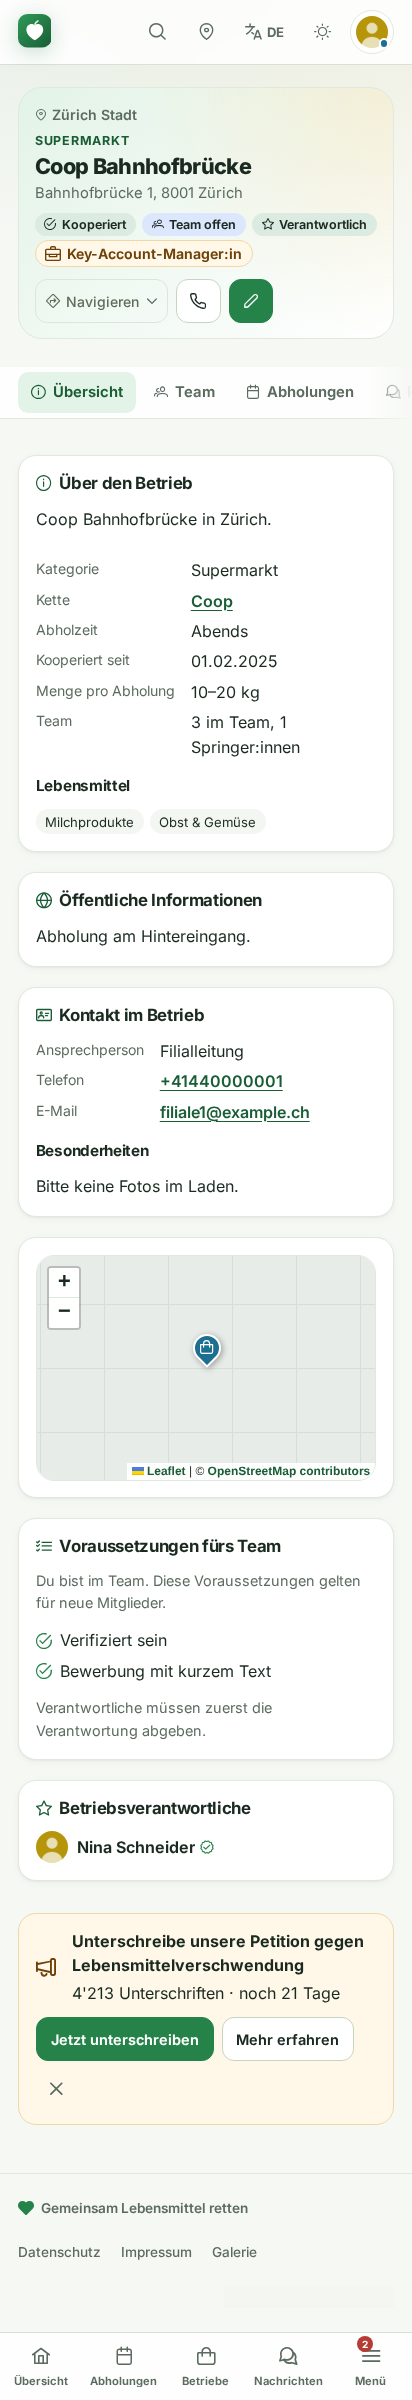 DE
Zürich Stadt
SUPERMARKT
Coop Bahnhofbrücke
Bahnhofbrücke 1, 8001 Zürich
Kooperiert Team offen Verantwortlich
Key-Account-Manager:in
Navigieren
Übersicht Team Abholungen
Über den Betrieb
Coop Bahnhofbrücke in Zürich.
Kategorie Supermarkt
Kette Coop
Abholzeit Abends
Kooperiert seit 01.02.2025
Menge pro Abholung 10–20 kg
Team 3 im Team, 1
Springer:innen
Lebensmittel
Milchprodukte Obst & Gemüse
Öffentliche Informationen
Abholung am Hintereingang.
Kontakt im Betrieb
Ansprechperson Filialleitung
Telefon +41440000001
E-Mail filiale1@example.ch
Besonderheiten
Bitte keine Fotos im Laden.
+
−
Leaflet | © OpenStreetMap contributors
Voraussetzungen fürs Team
Du bist im Team. Diese Voraussetzungen gelten
für neue Mitglieder.
Verifiziert sein
Bewerbung mit kurzem Text
Verantwortliche müssen zuerst die
Verantwortung abgeben.
Betriebsverantwortliche
Nina Schneider
Unterschreibe unsere Petition gegen
Lebensmittelverschwendung
4'213 Unterschriften · noch 21 Tage
Jetzt unterschreiben Mehr erfahren
Gemeinsam Lebensmittel retten
Datenschutz Impressum Galerie
2
Übersicht Abholungen Betriebe Nachrichten Menü